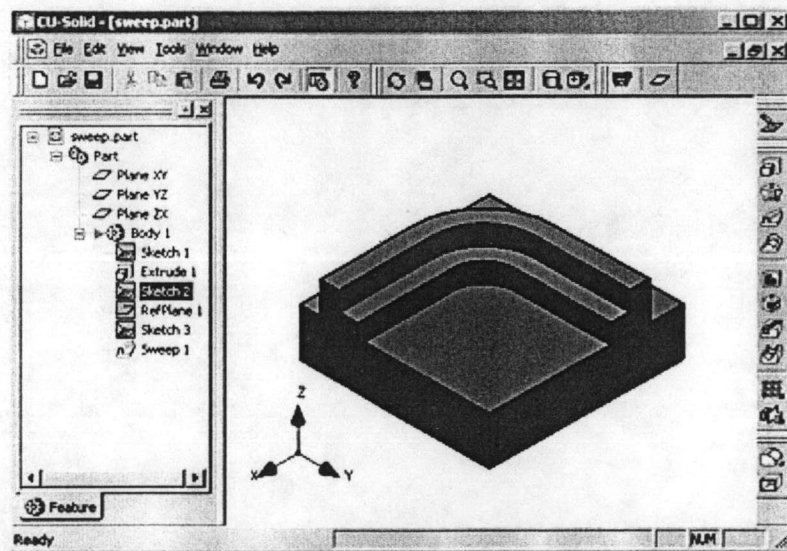 CU-Solid - [sweep.part]
File Edit View Tools Window Help
sweep.part
Part
Plane XY
Plane YZ
Plane ZX
Body 1
Sketch 1
Extrude 1
Sketch 2
RefPlane 1
Sketch 3
Sweep 1
Z
X
Y
Feature
Ready
NUM